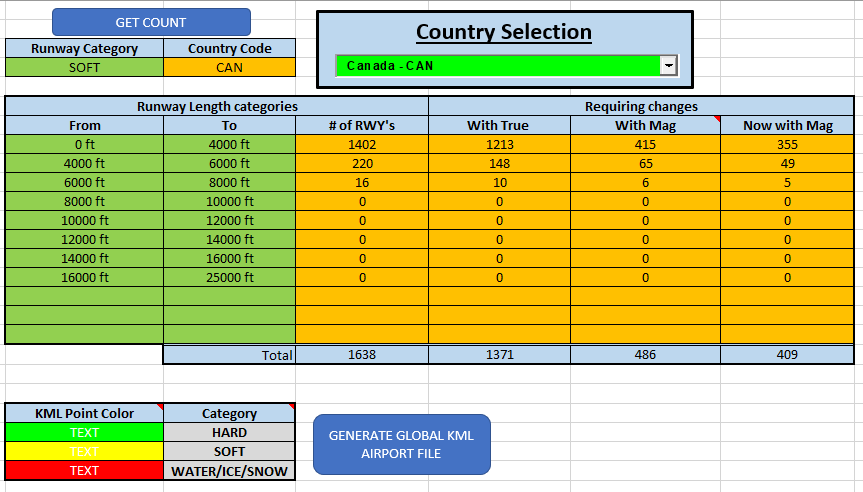 GET COUNT
Country Selection
Runway Category Country Code
SOFT CAN
Canada - CAN
Runway Length categories Requiring changes
From To # of RWY's With True With Mag Now with Mag
0 ft 4000 ft 1402 1213 415 355
4000 ft 6000 ft 220 148 65 49
6000 ft 8000 ft 16 10 6 5
8000 ft 10000 ft 0 0 0 0
10000 ft 12000 ft 0 0 0 0
12000 ft 14000 ft 0 0 0 0
14000 ft 16000 ft 0 0 0 0
16000 ft 25000 ft 0 0 0 0
Total 1638 1371 486 409
KML Point Color Category
TEXT HARD
TEXT SOFT
TEXT WATER/ICE/SNOW
GENERATE GLOBAL KML
AIRPORT FILE